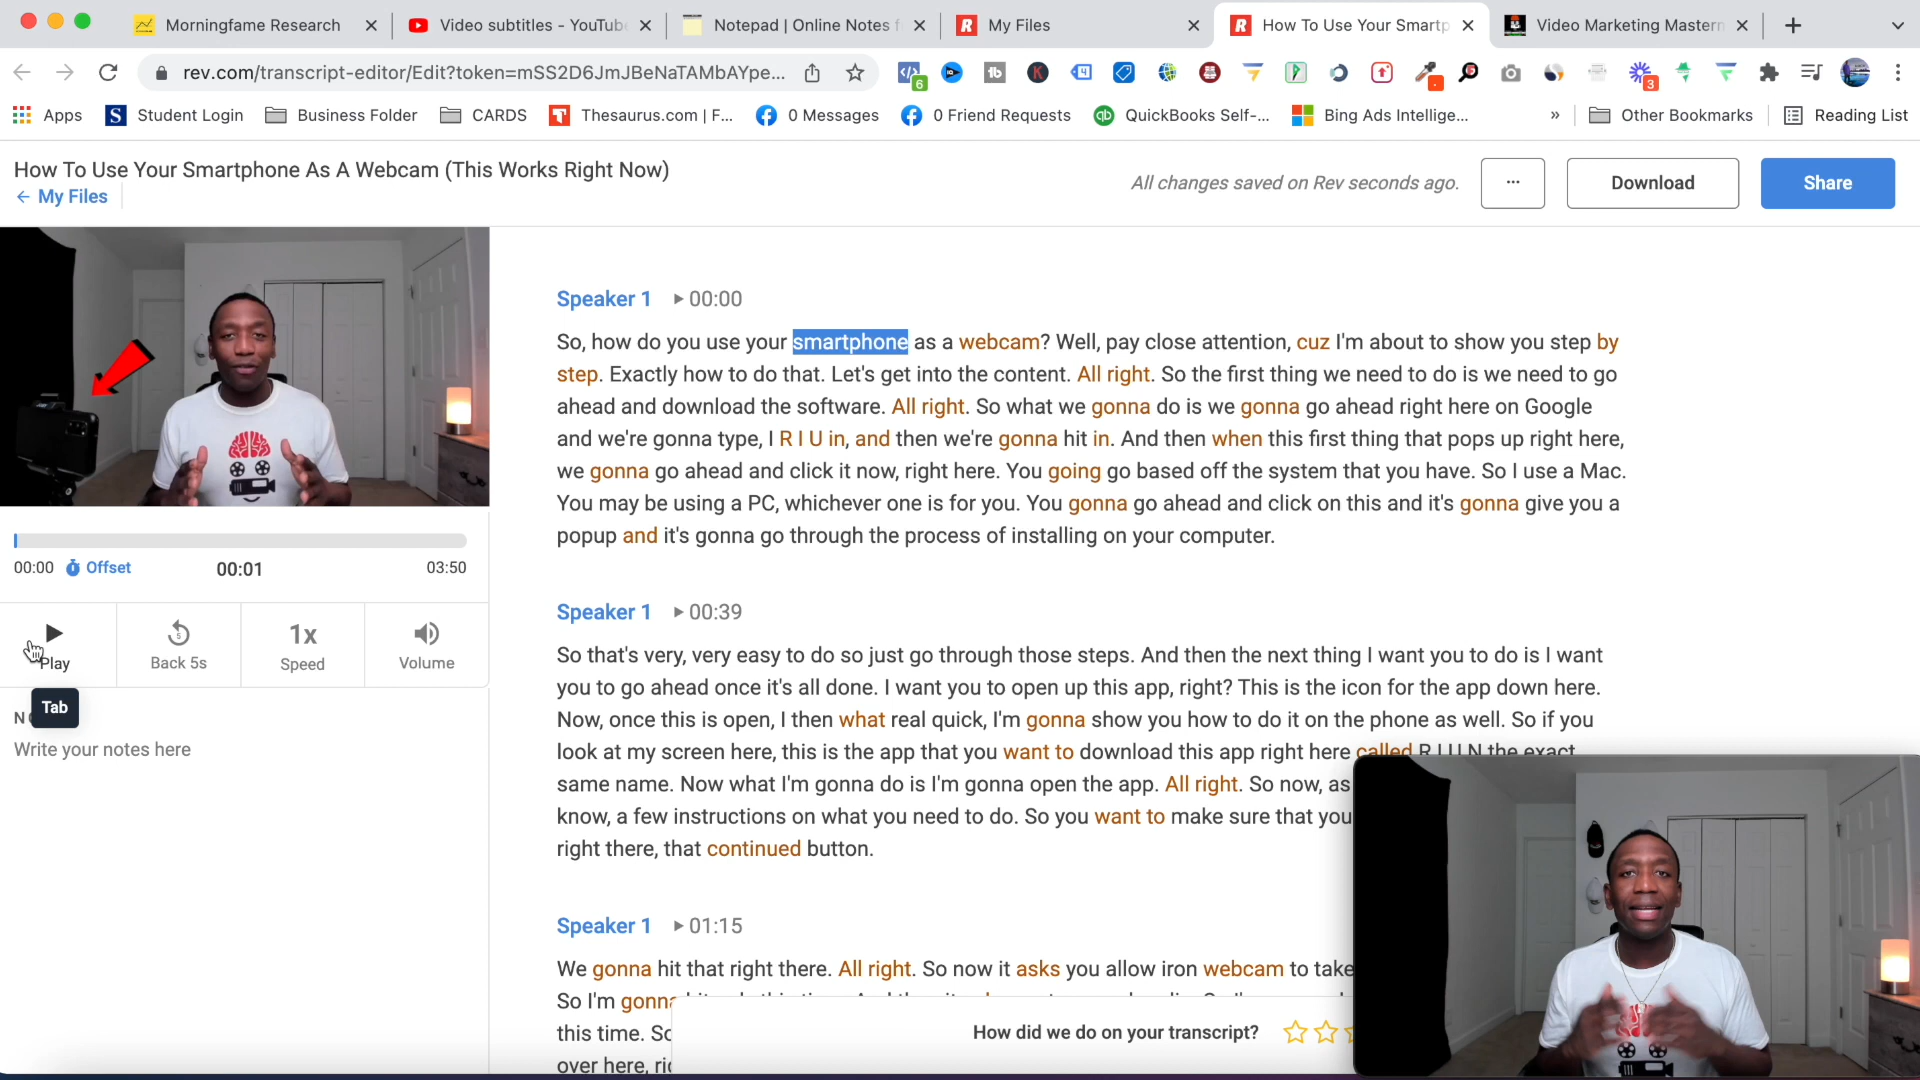 Morningfame Research
Video subtitles - YouTube
Notepad | Online Notes f
My Files
How To Use Your Smartp
Video Marketing Masterm
rev.com/transcript-editor/Edit?token=mSS2D6JmJBeNaTAMbAYpe...
6
3
Apps
Student Login
Business Folder
CARDS
Thesaurus.com | F...
0 Messages
0 Friend Requests
QuickBooks Self-...
Bing Ads Intellige...
»
Other Bookmarks
Reading List
How To Use Your Smartphone As A Webcam (This Works Right Now)
← My Files
All changes saved on Rev seconds ago.
...
Download
Share
Speaker 1 00:00
So, how do you use your smartphone as a webcam? Well, pay close attention, cuz I'm about to show you step by
step. Exactly how to do that. Let's get into the content. All right. So the first thing we need to do is we need to go
ahead and download the software. All right. So what we gonna do is we gonna go ahead right here on Google
and we're gonna type, I R I U in, and then we're gonna hit in. And then when this first thing that pops up right here,
we gonna go ahead and click it now, right here. You going go based off the system that you have. So I use a Mac.
You may be using a PC, whichever one is for you. You gonna go ahead and click on this and it's gonna give you a
popup and it's gonna go through the process of installing on your computer.
00:00 Offset 00:01 03:50
Play
5
Back 5s
1x
Speed
Volume
Tab
Write your notes here
Speaker 1 00:39
So that's very, very easy to do so just go through those steps. And then the next thing I want you to do is I want
you to go ahead once it's all done. I want you to open up this app, right? This is the icon for the app down here.
Now, once this is open, I then what real quick, I'm gonna show you how to do it on the phone as well. So if you
look at my screen here, this is the app that you want to download this app right here called R I U N the exact
same name. Now what I'm gonna do is I'm gonna open the app. All right. So now, as
know, a few instructions on what you need to do. So you want to make sure that you
right there, that continued button.
Speaker 1 01:15
We gonna hit that right there. All right. So now it asks you allow iron webcam to take
So I'm gonna
this time. So
over here, ri
How did we do on your transcript?